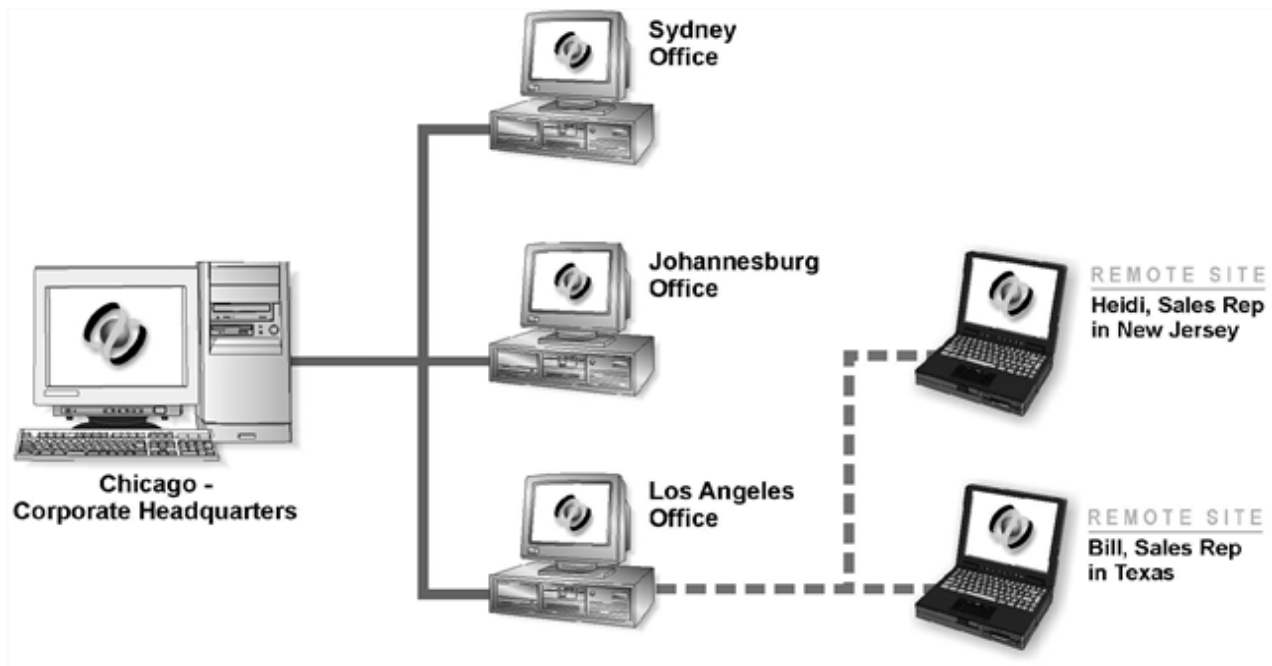 Sydney
Office
Johannesburg
Office
REMOTE SITE
Heidi, Sales Rep
in New Jersey
Chicago -
Corporate Headquarters
Los Angeles
Office
REMOTE SITE
Bill, Sales Rep
in Texas